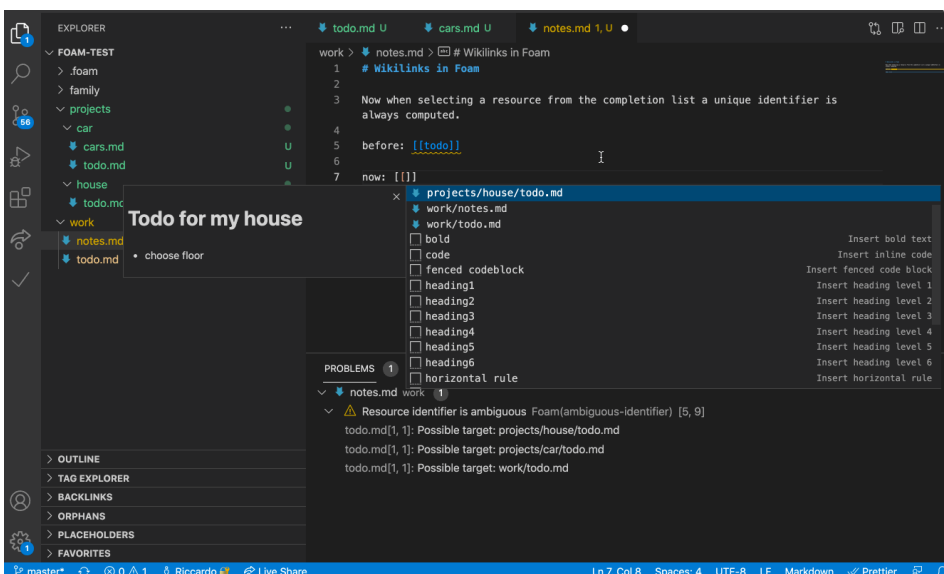 EXPLORER
FOAM-TEST
.foam
family
projects
car
cars.md U
todo.md U
house
todo.md
work
notes.md
todo.md
OUTLINE
TAG EXPLORER
BACKLINKS
ORPHANS
PLACEHOLDERS
FAVORITES
1
56
1
todo.md U cars.md U notes.md 1, U
work > notes.md > # Wikilinks in Foam
1 # Wikilinks in Foam
2
3 Now when selecting a resource from the completion list a unique identifier is
always computed.
4
5 before: [[todo]]
6
7 now: [[]]
Todo for my house
• choose floor
projects/house/todo.md
work/notes.md
work/todo.md
bold Insert bold text
code Insert inline code
fenced codeblock Insert fenced code block
heading1 Insert heading level 1
heading2 Insert heading level 2
heading3 Insert heading level 3
heading4 Insert heading level 4
heading5 Insert heading level 5
heading6 Insert heading level 6
horizontal rule Insert horizontal rule
PROBLEMS 1
notes.md work 1
Resource identifier is ambiguous Foam(ambiguous-identifier) [5, 9]
todo.md[1, 1]: Possible target: projects/house/todo.md
todo.md[1, 1]: Possible target: projects/car/todo.md
todo.md[1, 1]: Possible target: work/todo.md
master* 0 1 Riccardo Live Share Ln 7, Col 8 Spaces: 4 UTF-8 LF Markdown Prettier